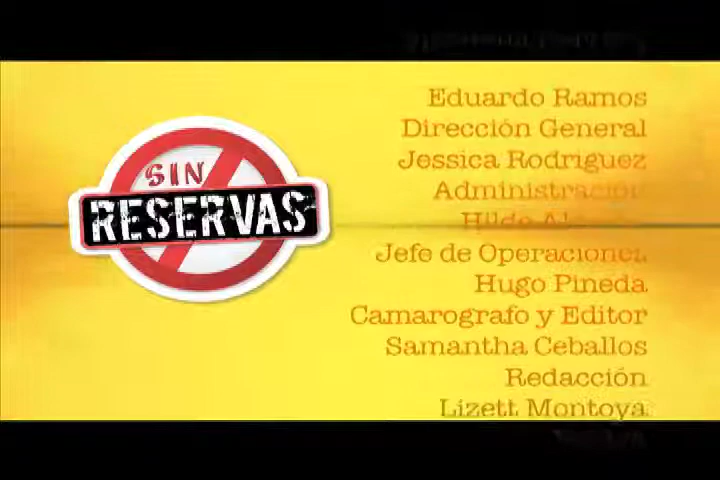 SIN
RESERVAS
Eduardo Ramos
Dirección General
Jessica Rodriguez
Administración
Jefe de Operaciones
Hugo Pineda
Camarografo y Editor
Samantha Ceballos
Redacción
Lizett Montoya